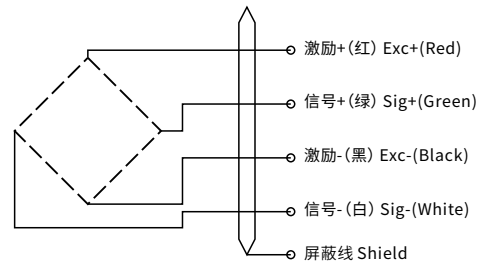 激励+（红） Exc+(Red)
信号+（绿） Sig+(Green)
激励-（黑） Exc-(Black)
信号-（白） Sig-(White)
屏蔽线 Shield